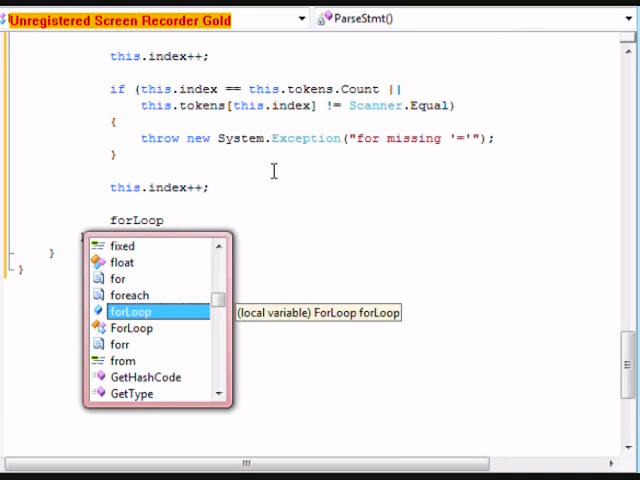 Unregistered Screen Recorder Gold
ParseStmt()
this.index++;
if (this.index == this.tokens.Count ||
this.tokens[this.index] != Scanner.Equal)
{
throw new System.Exception("for missing '='");
}
this.index++;
forLoop
}
}
fixed
float
for
foreach
forLoop
(local variable) ForLoop forLoop
ForLoop
forr
from
GetHashCode
GetType